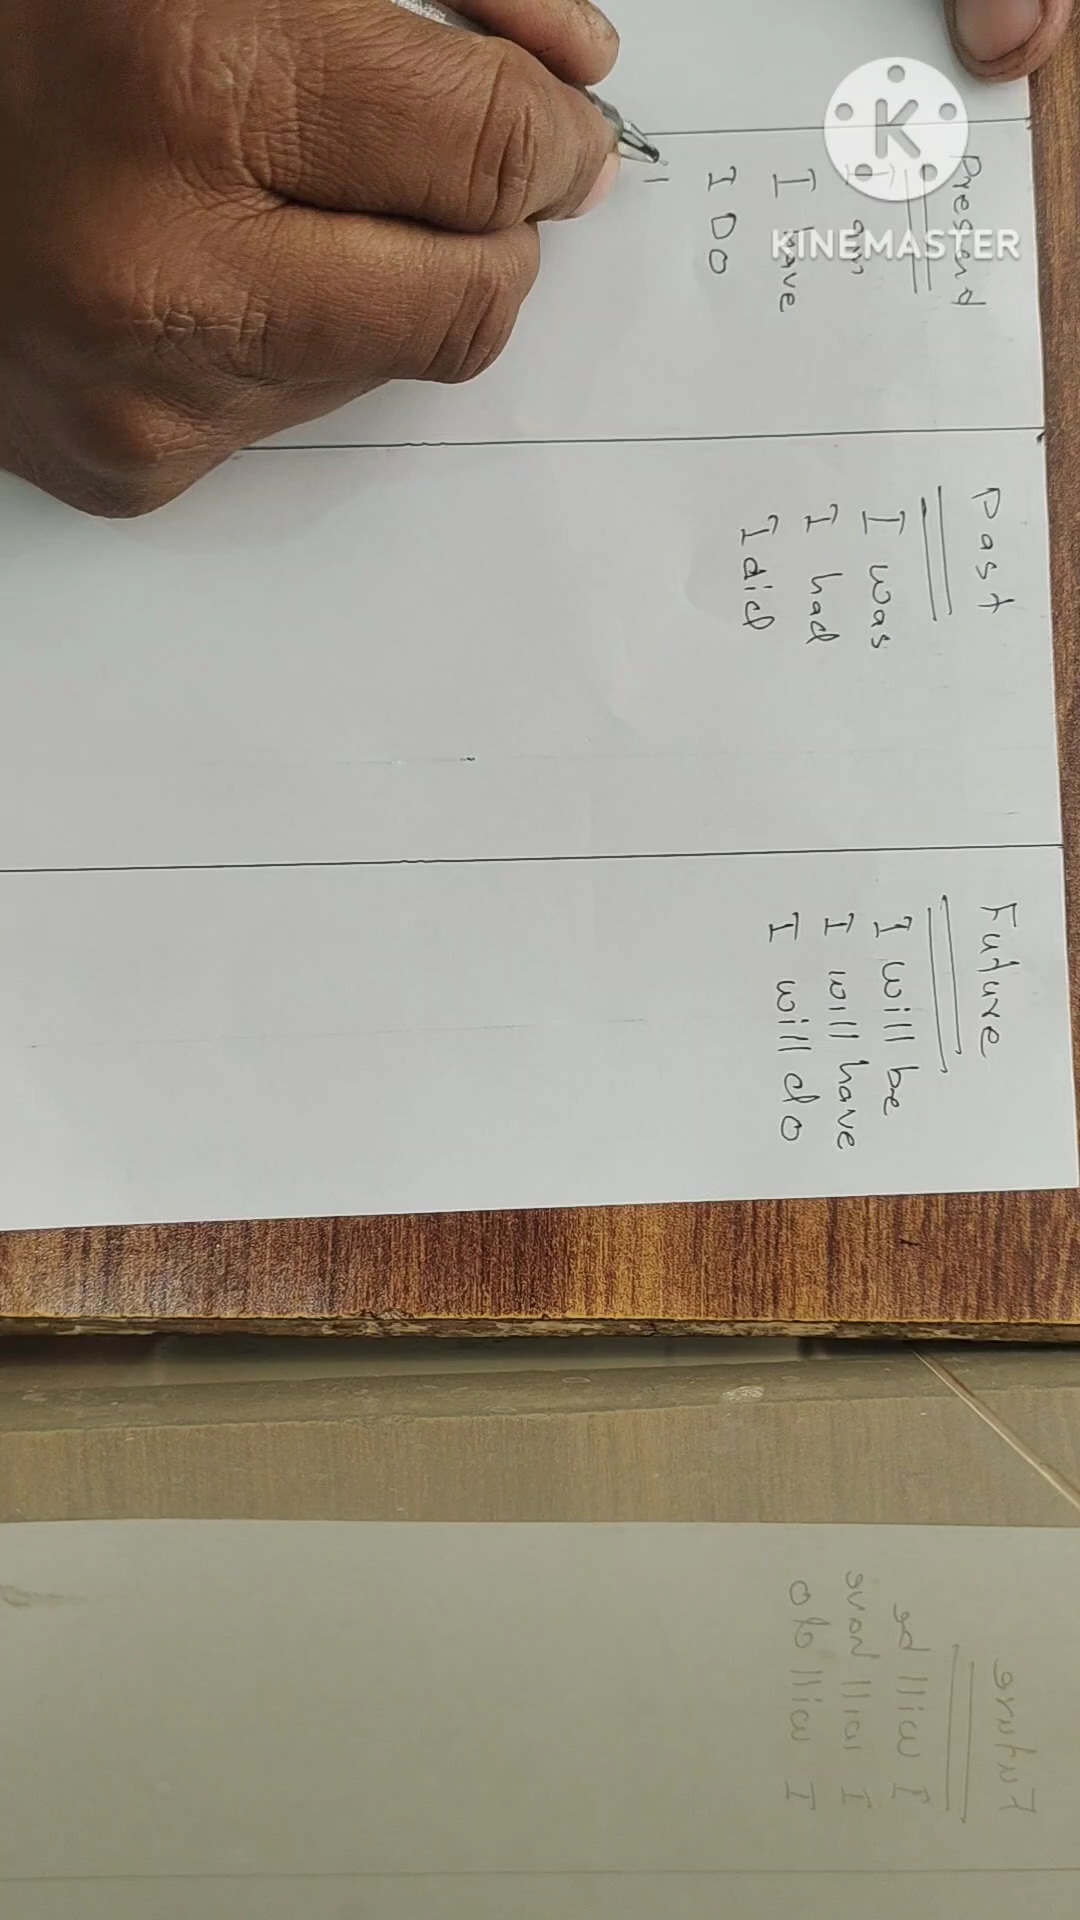 Present Past Future
I am I was I will be
I have I had I will have
I Do I did I will do
I
K
KINEMASTER